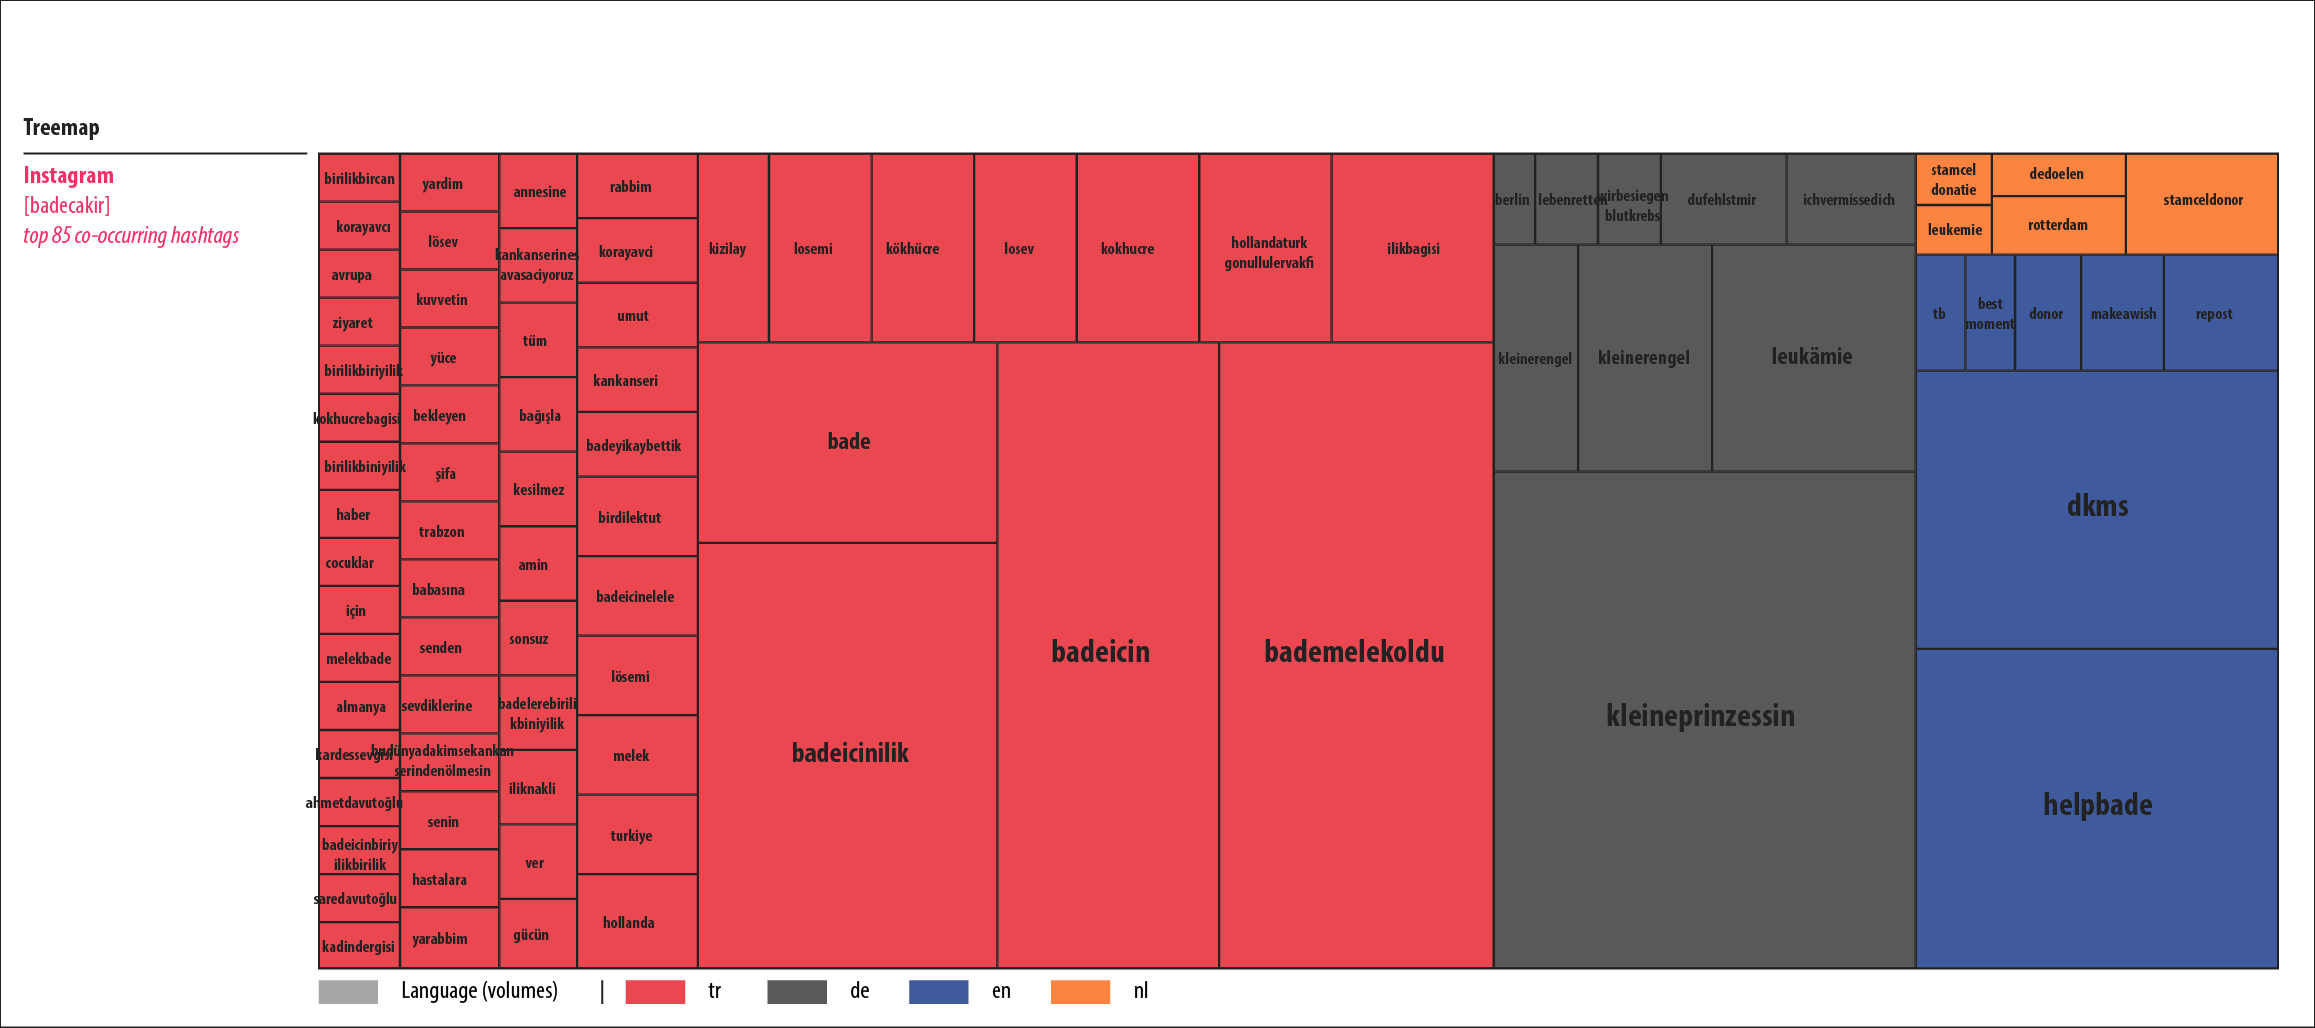 Treemap
Instagram
[badecakir]
top 85 co-occurring hashtags
birilikbircan
korayavcı
avrupa
ziyaret
birilikbiriyilik
kokhucrebagisi
birilikbiniyilik
haber
cocuklar
için
melekbade
almanya
kardessevgisi
ahmetdavutoğlu
badeicinbiriy
ilikbirilik
saredavutoğlu
kadindergisi
yardim
lösev
kuvvetin
yüce
bekleyen
şifa
trabzon
babasına
senden
sevdiklerine
budünyadakimsekankan
serindenölmesin
senin
hastalara
yarabbim
annesine
kankanserines
avasaciyoruz
tüm
bağışla
kesilmez
amin
sonsuz
badelerebirili
kbiniyilik
iliknakli
ver
gücün
rabbim
korayavci
umut
kankanseri
badeyikaybettik
birdilektut
badeicinelele
lösemi
melek
turkiye
hollanda
kizilay
losemi
kökhücre
losev
kokhucre
hollandaturk
gonullulervakfi
ilikbagisi
bade
badeicinilik
badeicin
bademelekoldu
berlin
lebenretten
wirbesiegen
blutkrebs
dufehlstmir
ichvermissedich
kleinerengel
kleinerengel
leukämie
kleineprinzessin
stamcel
donatie
leukemie
dedoelen
rotterdam
stamceldonor
tb
best
moment
donor
makeawish
repost
dkms
helpbade
Language (volumes)
tr
de
en
nl